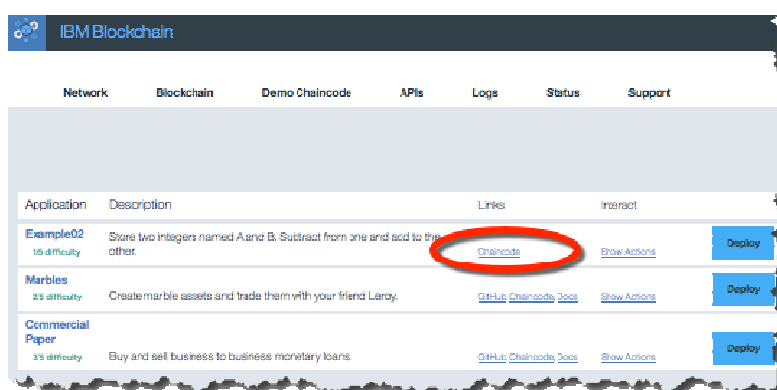 IBM Blockchain
Network Blockchain Demo Chaincode APIs Logs Status Support
Application Description Links Interact
Example02 Store two integers named A and B. Subtract from one and add to the
1/5 difficulty other. Chaincode Show Actions Deploy
Marbles
2/5 difficulty Create marble assets and trade them with your friend Leroy. GitHub, Chaincode, Docs Show Actions Deploy
Commercial
Paper
3/5 difficulty Buy and sell business to business monetary loans. GitHub, Chaincode, Docs Show Actions Deploy